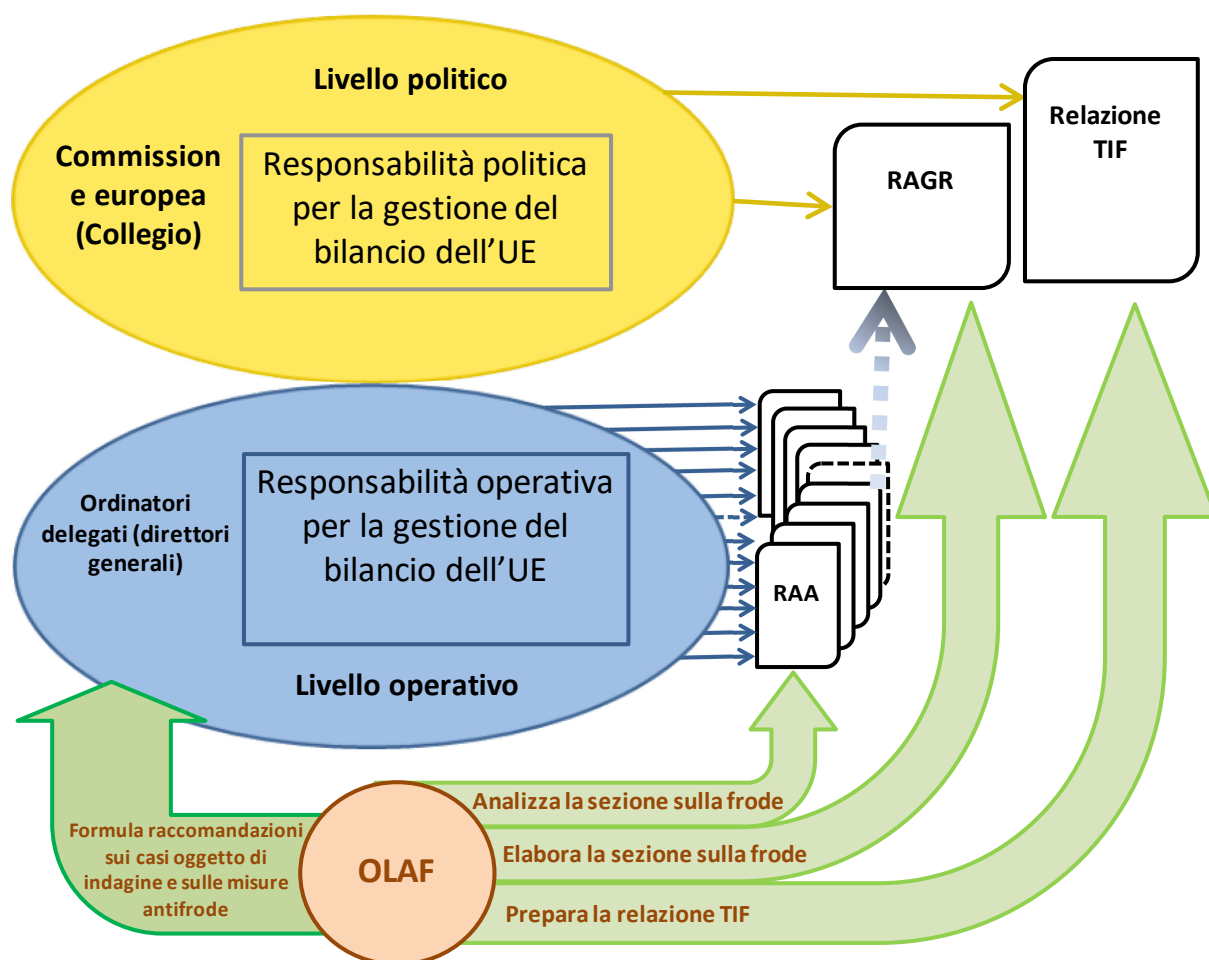 Livello politico
Commission
e europea
(Collegio)
Responsabilità politica
per la gestione del
bilancio dell’UE
RAGR
Relazione
TIF
Ordinatori
delegati (direttori
generali)
Responsabilità operativa
per la gestione del
bilancio dell’UE
Livello operativo
RAA
Formula raccomandazioni
sui casi oggetto di
indagine e sulle misure
antifrode
OLAF
Analizza la sezione sulla frode
Elabora la sezione sulla frode
Prepara la relazione TIF